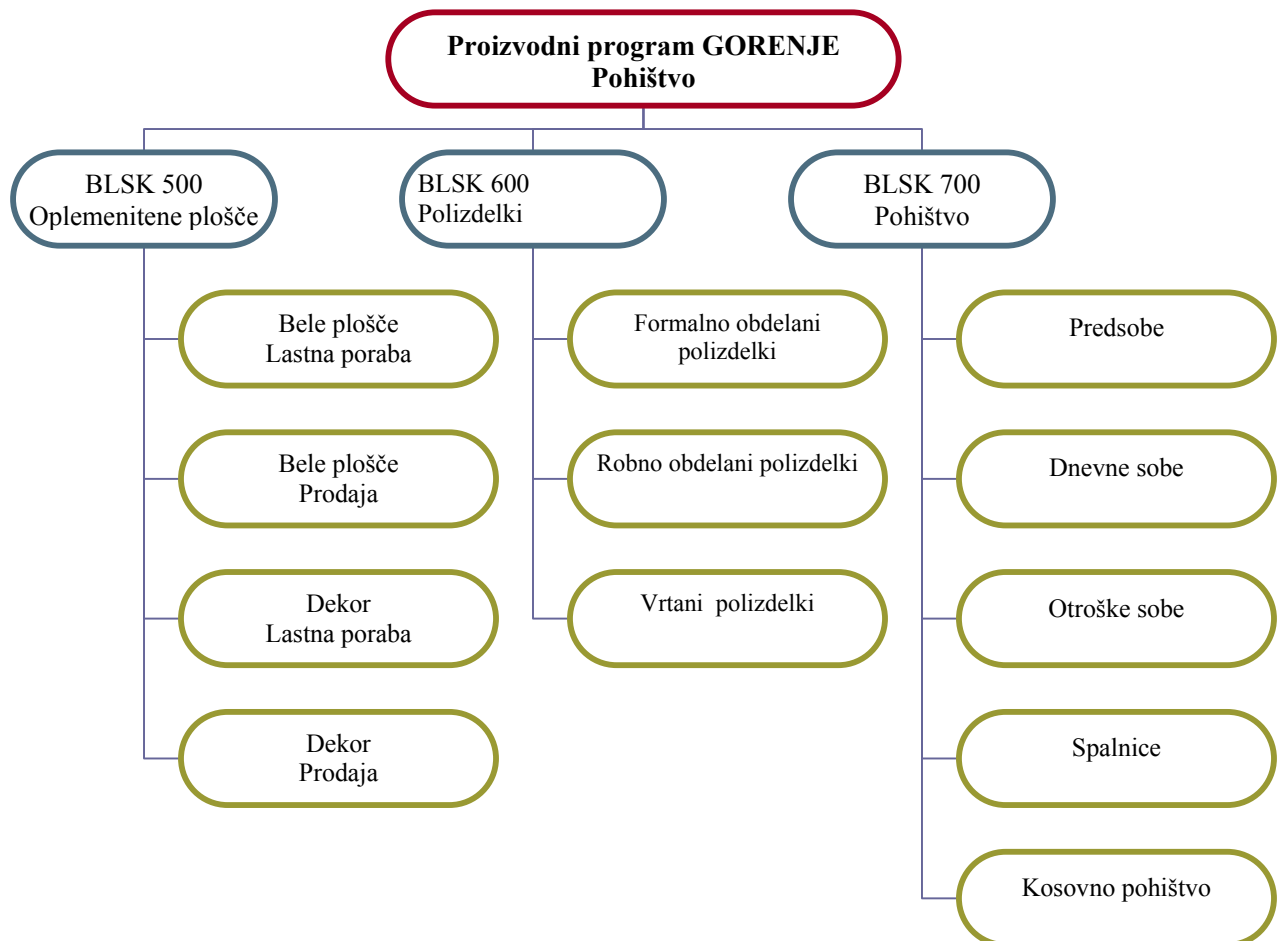 Proizvodni program GORENJE
Pohištvo
BLSK 500
Oplemenitene plošče
BLSK 600
Polizdelki
BLSK 700
Pohištvo
Bele plošče
Lastna poraba
Bele plošče
Prodaja
Dekor
Lastna poraba
Dekor
Prodaja
Formalno obdelani
polizdelki
Robno obdelani polizdelki
Vrtani polizdelki
Predsobe
Dnevne sobe
Otroške sobe
Spalnice
Kosovno pohištvo